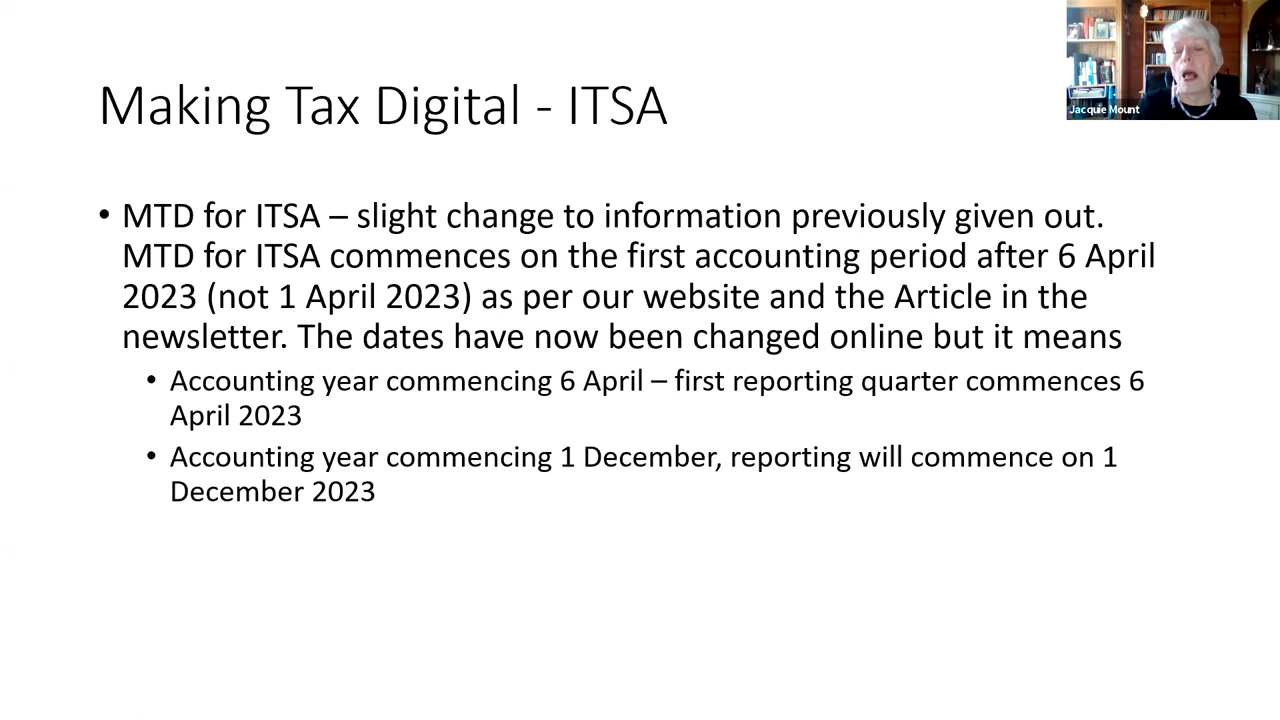 Making Tax Digital - ITSA
Jacquie Mount
• MTD for ITSA – slight change to information previously given out.
MTD for ITSA commences on the first accounting period after 6 April
2023 (not 1 April 2023) as per our website and the Article in the
newsletter. The dates have now been changed online but it means
• Accounting year commencing 6 April – first reporting quarter commences 6
April 2023
• Accounting year commencing 1 December, reporting will commence on 1
December 2023